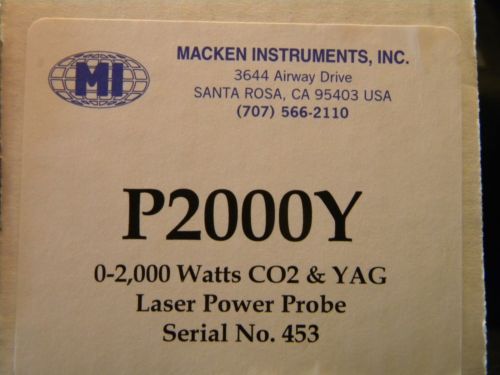 MI
MACKEN INSTRUMENTS, INC.
3644 Airway Drive
SANTA ROSA, CA 95403 USA
(707) 566-2110
P2000Y
0-2,000 Watts CO2 & YAG
Laser Power Probe
Serial No. 453